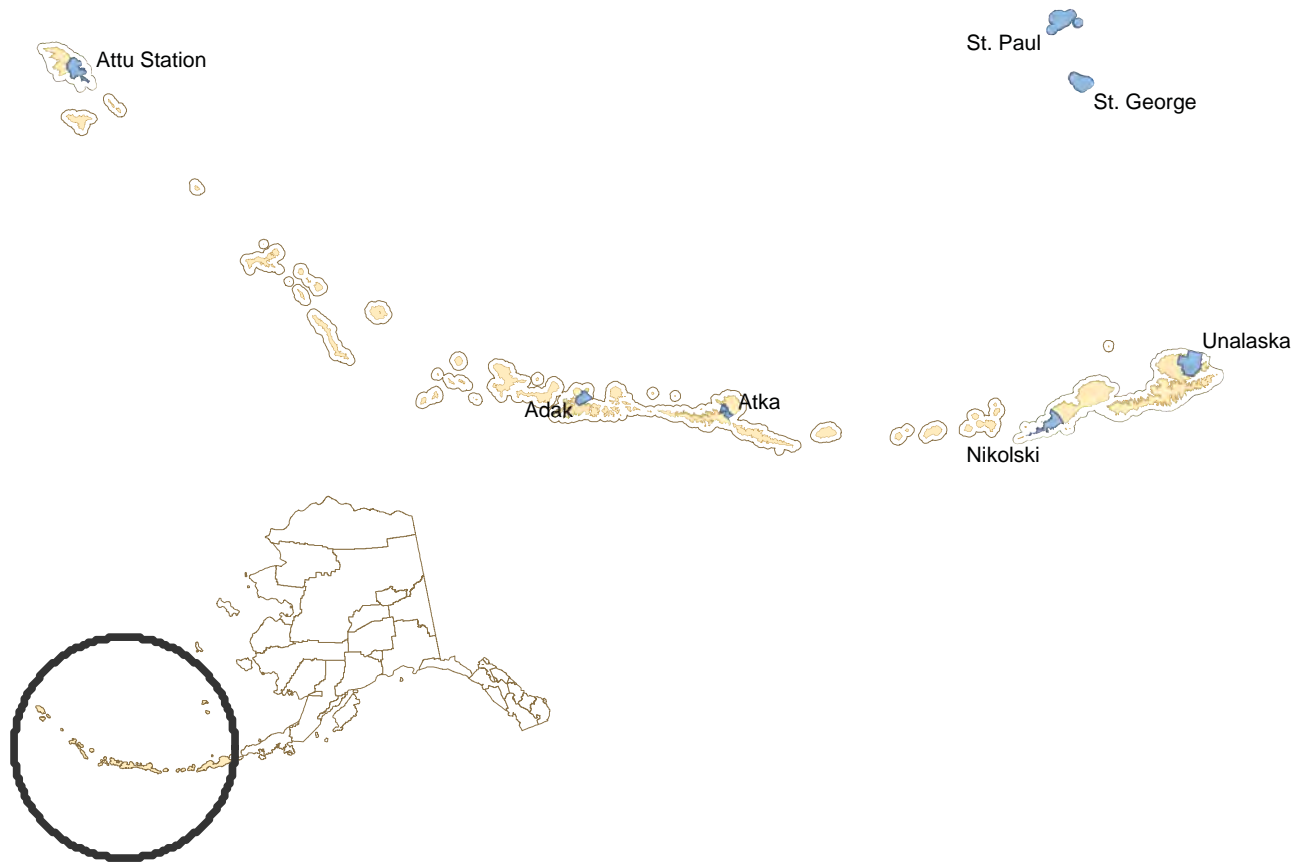 St. Paul
Attu Station
St. George
Unalaska
Adak
Atka
Nikolski